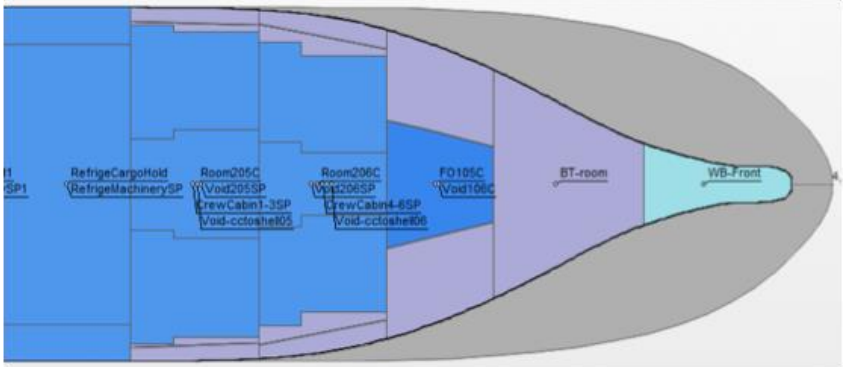 RefrigeCargoHold
RefrigeMachinerySP
Room205C
Void205SP
CrewCabin1-3SP
Void-cctoshell05
Room206C
Void206SP
CrewCabin4-6SP
Void-cctoshell06
FO105C
Void106C
BT-room
WB-Front